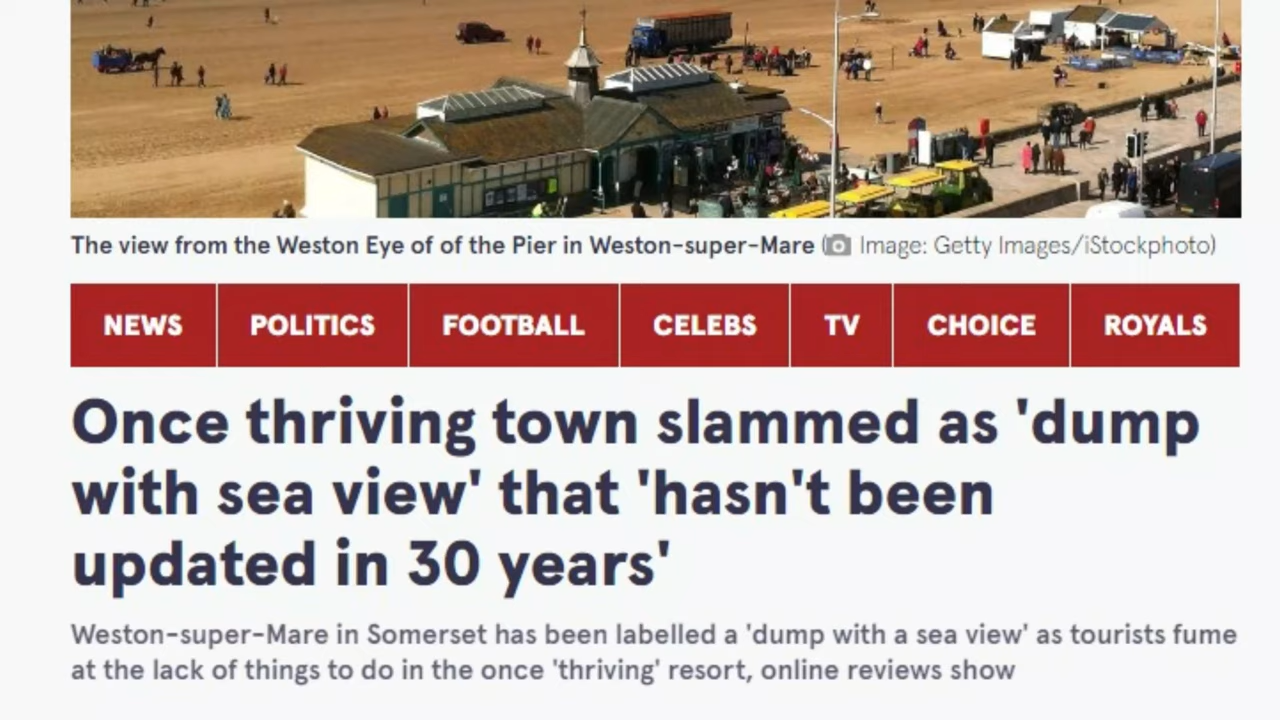 The view from the Weston Eye of of the Pier in Weston-super-Mare ( Image: Getty Images/iStockphoto)
NEWS POLITICS FOOTBALL CELEBS TV CHOICE ROYALS
Once thriving town slammed as 'dump
with sea view' that 'hasn't been
updated in 30 years'
Weston-super-Mare in Somerset has been labelled a 'dump with a sea view' as tourists fume
at the lack of things to do in the once 'thriving' resort, online reviews show